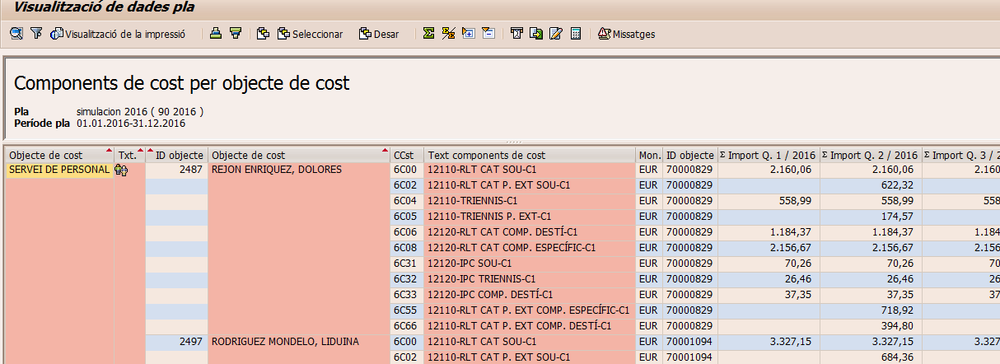 Visualització de dades pla
Visualització de la impressió Seleccionar Desar Missatges
Components de cost per objecte de cost
Pla simulacion 2016 ( 90 2016 )
Període pla 01.01.2016-31.12.2016
Objecte de cost Txt. ID objecte Objecte de cost CCst Text components de cost Mon. ID objecte Σ Import Q. 1 / 2016 Σ Import Q. 2 / 2016 Σ Import Q. 3 / 2
SERVEI DE PERSONAL 2487 REJON ENRIQUEZ, DOLORES 6C00 12110-RLT CAT SOU-C1 EUR 70000829 2.160,06 2.160,06 2.160
6C02 12110-RLT CAT P. EXT SOU-C1 EUR 70000829 622,32
6C04 12110-TRIENNIS-C1 EUR 70000829 558,99 558,99 558
6C05 12110-TRIENNIS P. EXT-C1 EUR 70000829 174,57
6C06 12120-RLT CAT COMP. DESTÍ-C1 EUR 70000829 1.184,37 1.184,37 1.184
6C08 12120-RLT CAT COMP. ESPECÍFIC-C1 EUR 70000829 2.156,67 2.156,67 2.156
6C31 12120-IPC SOU-C1 EUR 70000829 70,26 70,26 70
6C32 12120-IPC TRIENNIS-C1 EUR 70000829 26,46 26,46 26
6C33 12120-IPC COMP. DESTÍ-C1 EUR 70000829 37,35 37,35 37
6C55 12110-RLT CAT P. EXT COMP. ESPECÍFIC-C1 EUR 70000829 718,92
6C66 12110-RLT CAT P. EXT COMP. DESTÍ-C1 EUR 70000829 394,80
2497 RODRIGUEZ MONDELO, LIDUINA 6C00 12110-RLT CAT SOU-C1 EUR 70001094 3.327,15 3.327,15 3.327
6C02 12110-RLT CAT P. EXT SOU-C1 EUR 70001094 684,36